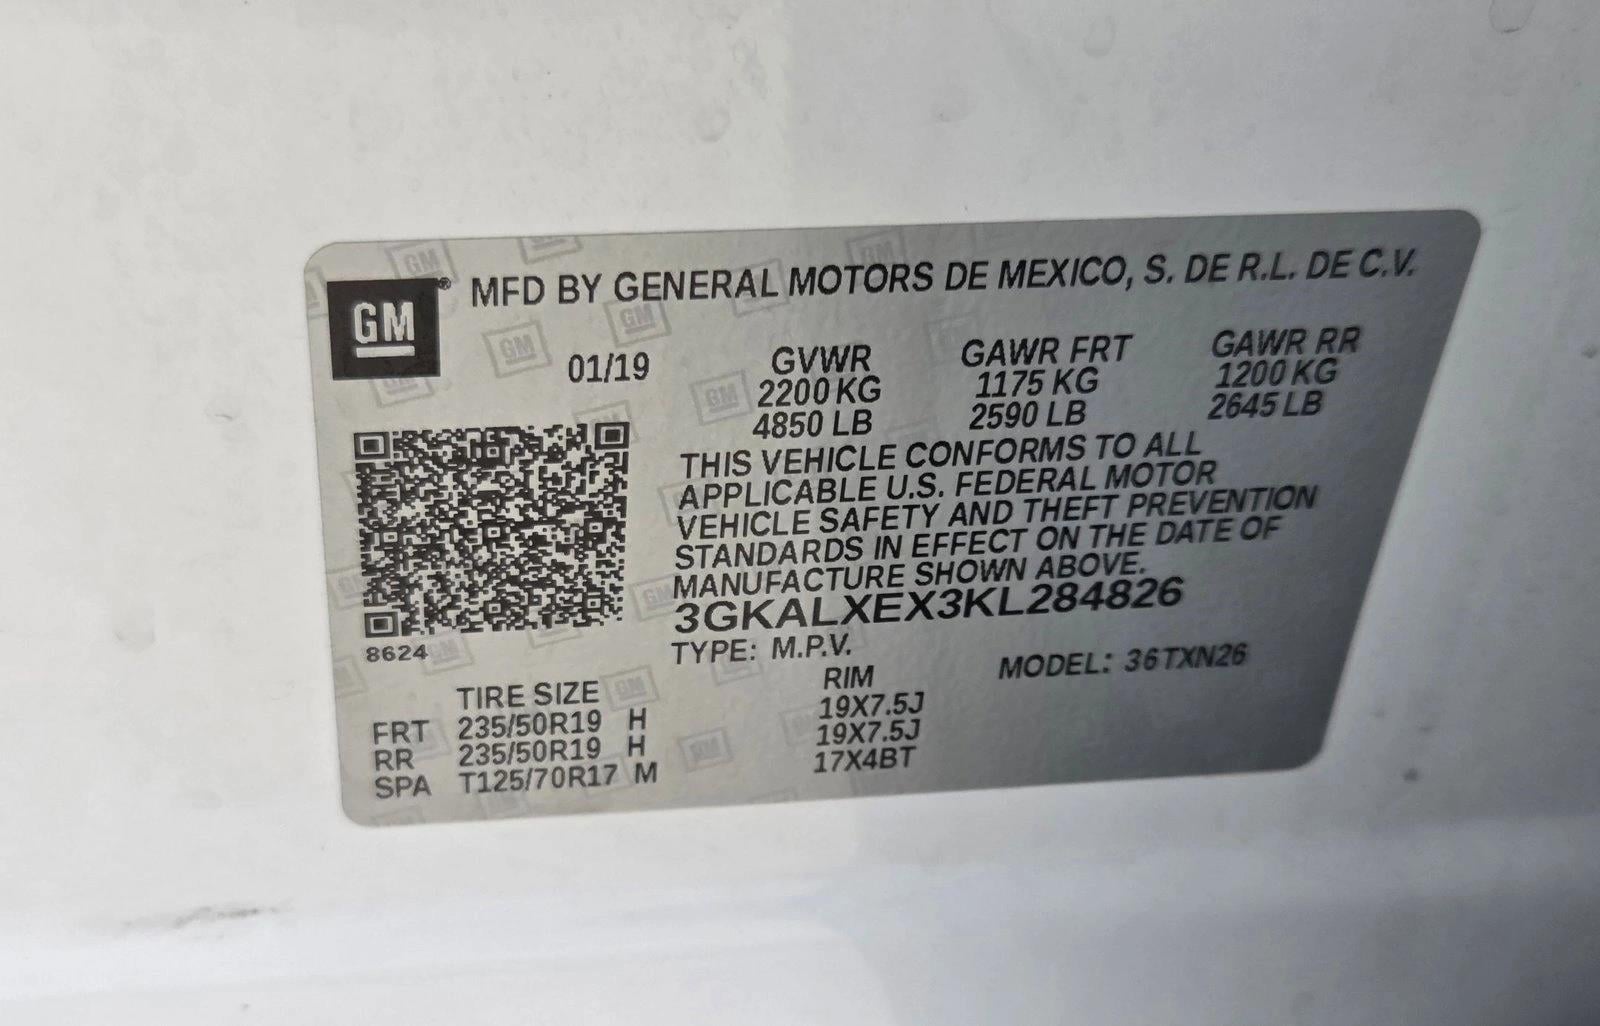 GM® MFD BY GENERAL MOTORS DE MEXICO, S. DE R.L. DE C.V.
01/19 GVWR GAWR FRT GAWR RR
2200 KG 1175 KG 1200 KG
4850 LB 2590 LB 2645 LB
THIS VEHICLE CONFORMS TO ALL
APPLICABLE U.S. FEDERAL MOTOR
VEHICLE SAFETY AND THEFT PREVENTION
STANDARDS IN EFFECT ON THE DATE OF
MANUFACTURE SHOWN ABOVE.
3GKALXEX3KL284826
8624
TYPE: M.P.V. MODEL: 36TXN26
TIRE SIZE RIM
FRT 235/50R19 H 19X7.5J
RR 235/50R19 H 19X7.5J
SPA T125/70R17 M 17X4BT